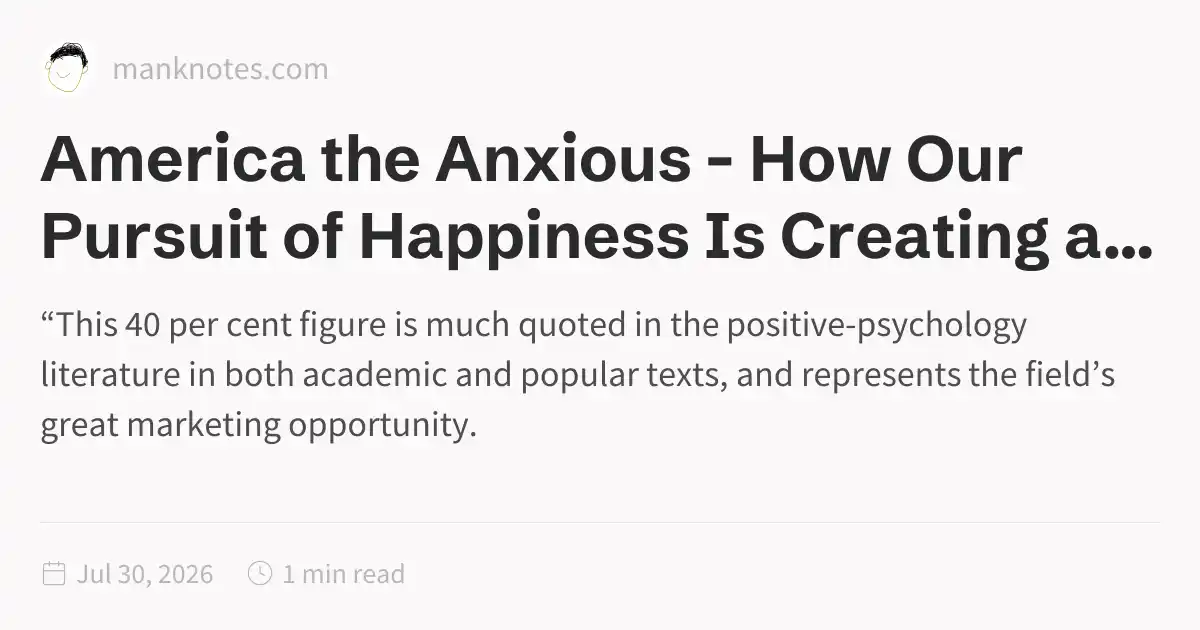 manknotes.com
America the Anxious - How Our
Pursuit of Happiness Is Creating a...
“This 40 per cent figure is much quoted in the positive-psychology
literature in both academic and popular texts, and represents the field’s
great marketing opportunity.
Jul 30, 2026 1 min read